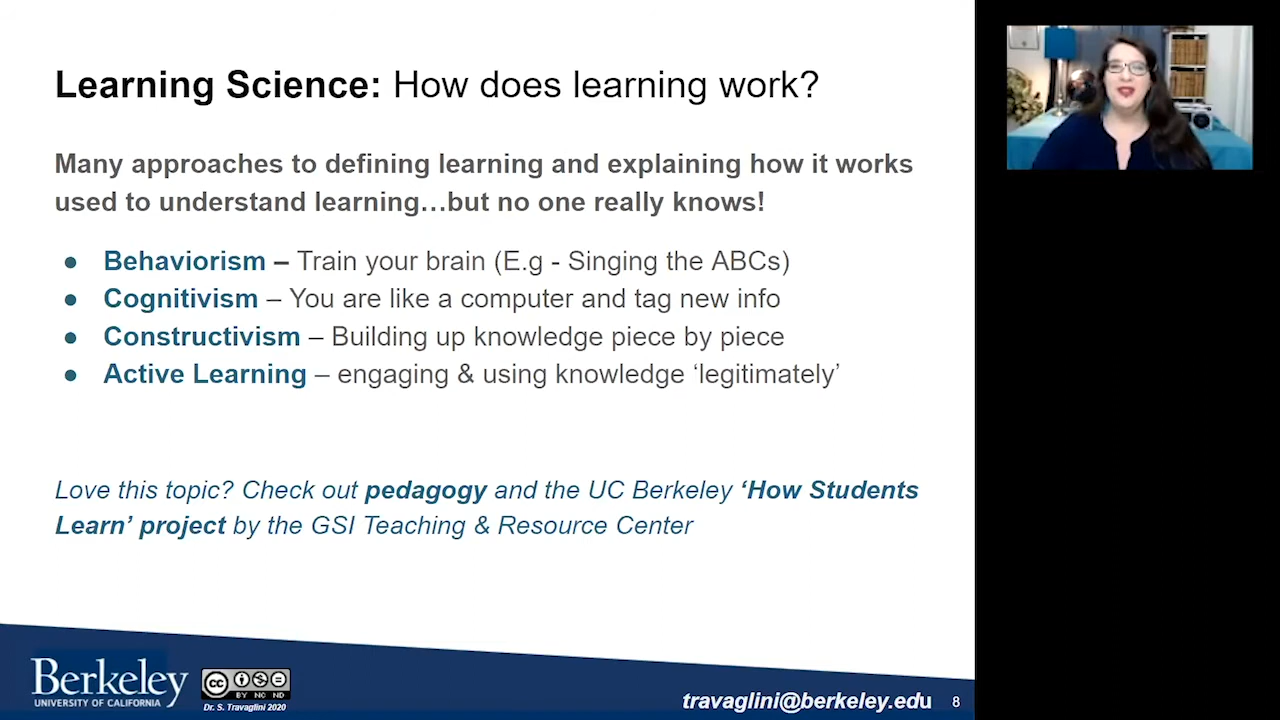 Learning Science: How does learning work?
Many approaches to defining learning and explaining how it works
used to understand learning…but no one really knows!
● Behaviorism – Train your brain (E.g - Singing the ABCs)
● Cognitivism – You are like a computer and tag new info
● Constructivism – Building up knowledge piece by piece
● Active Learning – engaging & using knowledge ‘legitimately’
Love this topic? Check out pedagogy and the UC Berkeley ‘How Students
Learn’ project by the GSI Teaching & Resource Center
Berkeley
UNIVERSITY OF CALIFORNIA
cc
BY NC ND
Dr. S. Travaglini 2020
travaglini@berkeley.edu
8